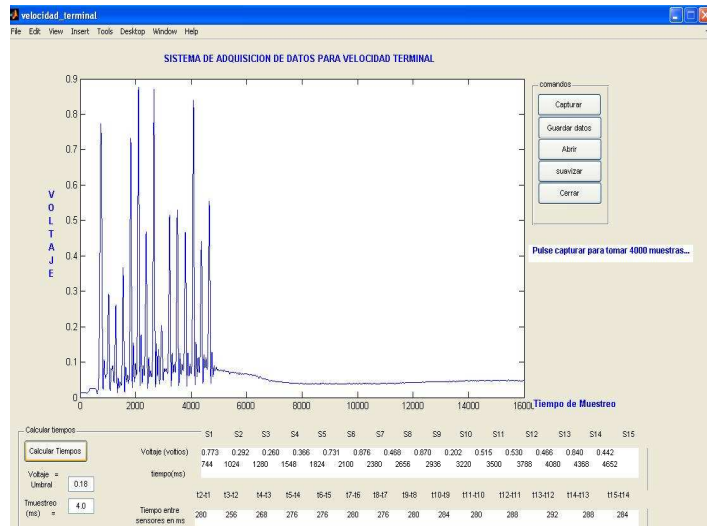 velocidad_terminal
File Edit View Insert Tools Desktop Window Help
SISTEMA DE ADQUISICION DE DATOS PARA VELOCIDAD TERMINAL
0.9
0.8
0.7
0.6
0.5
0.4
0.3
0.2
0.1
0
VOLTAJE
0 2000 4000 6000 8000 10000 12000 14000 16000
Tiempo de Muestreo
comandos
Capturar
Guardar datos
Abrir
suavizar
Cerrar
Pulse capturar para tomar 4000 muestras...
Calcular tiempos
Calcular Tiempos
Voltaje = Umbral
0.18
Tmuestreo (ms) =
4.0
S1 S2 S3 S4 S5 S6 S7 S8 S9 S10 S11 S12 S13 S14 S15
Voltaje (voltios) 0.773 0.292 0.260 0.366 0.731 0.876 0.468 0.870 0.202 0.515 0.530 0.466 0.840 0.442
tiempo(ms) 744 1024 1280 1548 1824 2100 2380 2656 2936 3220 3500 3788 4080 4368 4652
t2-t1 t3-t2 t4-t3 t5-t4 t6-t5 t7-t6 t8-t7 t9-t8 t10-t9 t11-t10 t12-t11 t13-t12 t14-t13 t15-t14
Tiempo entre sensores en ms 280 256 268 276 276 280 276 280 284 280 288 292 288 284